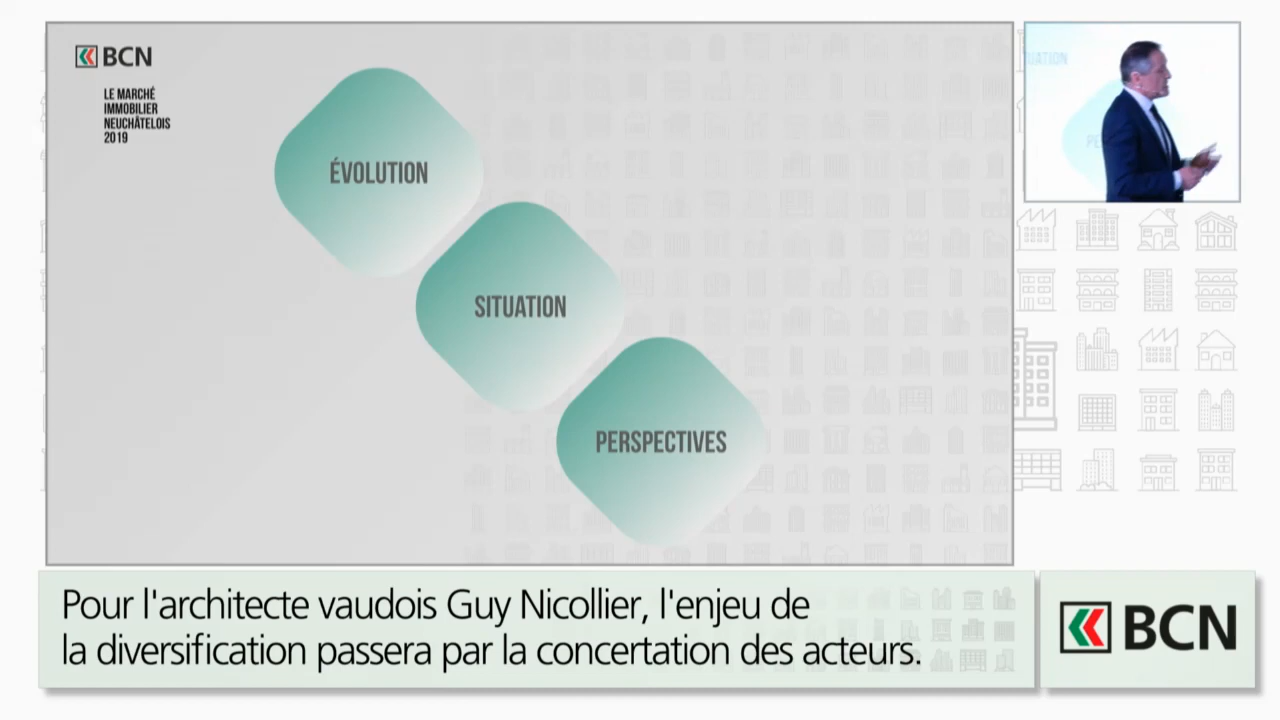 BCN
LE MARCHÉ
IMMOBILIER
NEUCHÂTELOIS
2019
ÉVOLUTION
SITUATION
PERSPECTIVES
Pour l'architecte vaudois Guy Nicollier, l'enjeu de
la diversification passera par la concertation des acteurs.
BCN